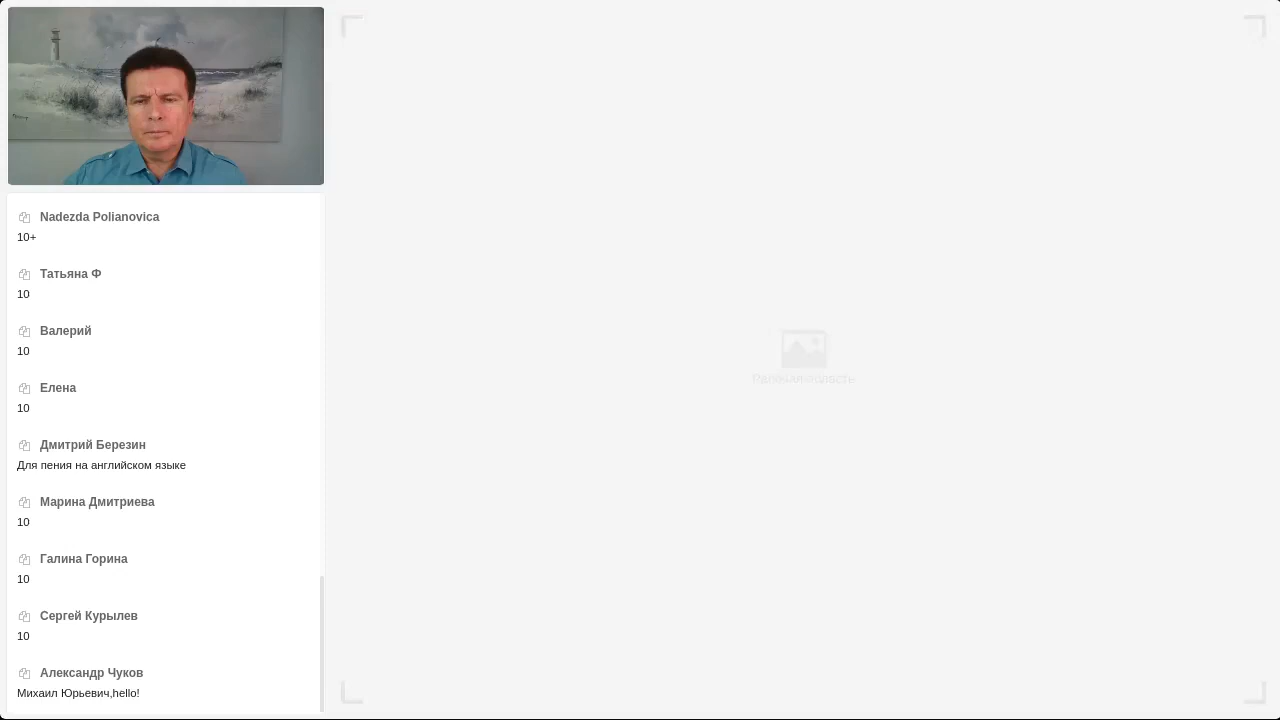 Nadezda Polianovica
10+
Татьяна Ф
10
Валерий
10
Елена
10
Дмитрий Березин
Для пения на английском языке
Марина Дмитриева
10
Галина Горина
10
Сергей Курылев
10
Александр Чуков
Михаил Юрьевич,hello!